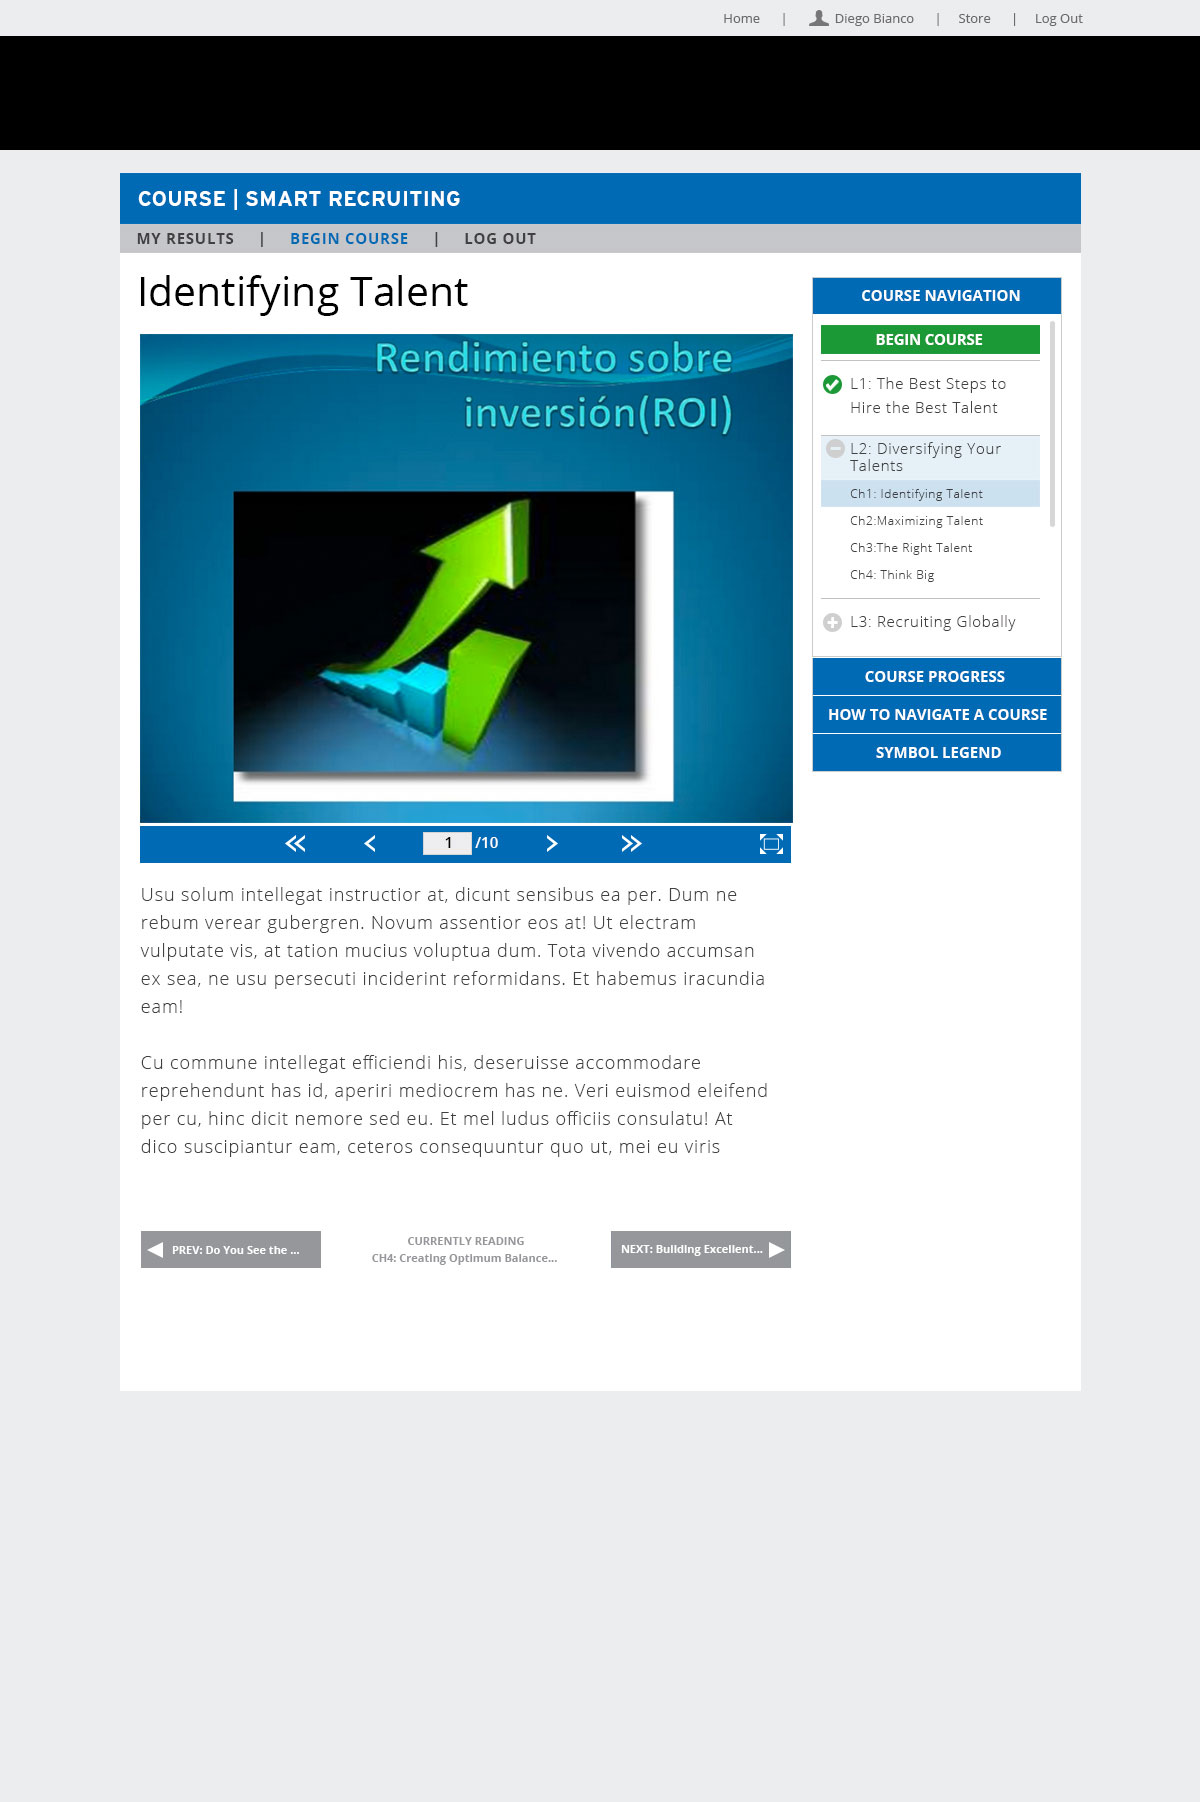 Home | Diego Bianco | Store | Log Out
COURSE | SMART RECRUITING
MY RESULTS | BEGIN COURSE | LOG OUT
Identifying Talent
Rendimiento sobre
inversión(ROI)
1 /10
Usu solum intellegat instructior at, dicunt sensibus ea per. Dum ne
rebum verear gubergren. Novum assentior eos at! Ut electram
vulputate vis, at tation mucius voluptua dum. Tota vivendo accumsan
ex sea, ne usu persecuti inciderint reformidans. Et habemus iracundia
eam!
Cu commune intellegat efficiendi his, deseruisse accommodare
reprehendunt has id, aperiri mediocrem has ne. Veri euismod eleifend
per cu, hinc dicit nemore sed eu. Et mel ludus officiis consulatu! At
dico suscipiantur eam, ceteros consequuntur quo ut, mei eu viris
PREV: Do You See the ...
CURRENTLY READING
CH4: Creating Optimum Balance...
NEXT: Building Excellent...
COURSE NAVIGATION
BEGIN COURSE
L1: The Best Steps to
Hire the Best Talent
L2: Diversifying Your
Talents
Ch1: Identifying Talent
Ch2:Maximizing Talent
Ch3:The Right Talent
Ch4: Think Big
L3: Recruiting Globally
COURSE PROGRESS
HOW TO NAVIGATE A COURSE
SYMBOL LEGEND